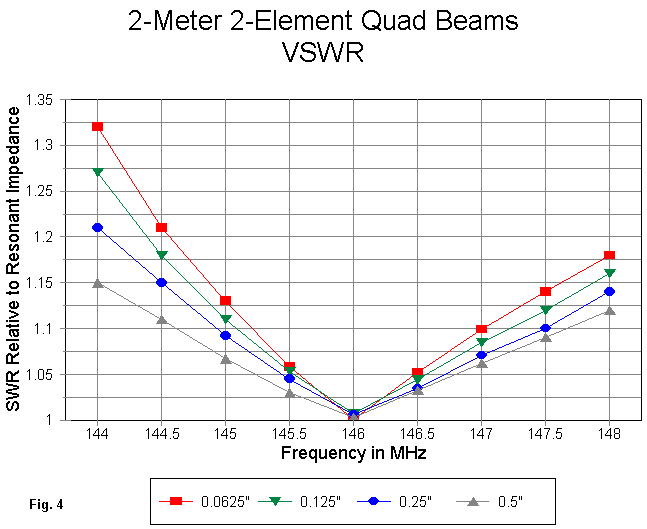 2-Meter 2-Element Quad Beams
VSWR
SWR Relative to Resonant Impedance
1.35
1.3
1.25
1.2
1.15
1.1
1.05
1
144 144.5 145 145.5 146 146.5 147 147.5 148
Frequency in MHz
Fig. 4
0.0625" 0.125" 0.25" 0.5"